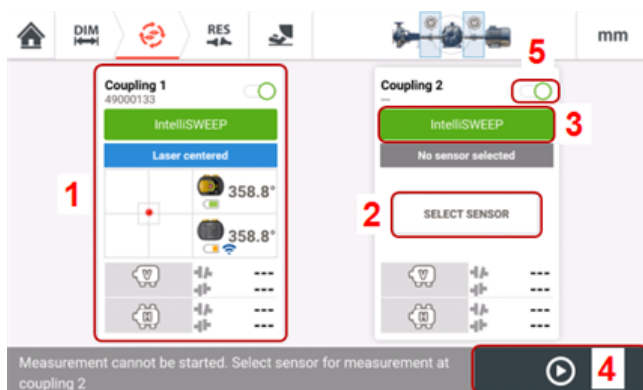 DIM
RES
mm
5
Coupling 1
49000133
IntelliSWEEP
Laser centered
358.8°
358.8°
V
---
---
H
---
---
1
Coupling 2
---
IntelliSWEEP
3
No sensor selected
2
SELECT SENSOR
V
---
---
H
---
---
Measurement cannot be started. Select sensor for measurement at
coupling 2
4